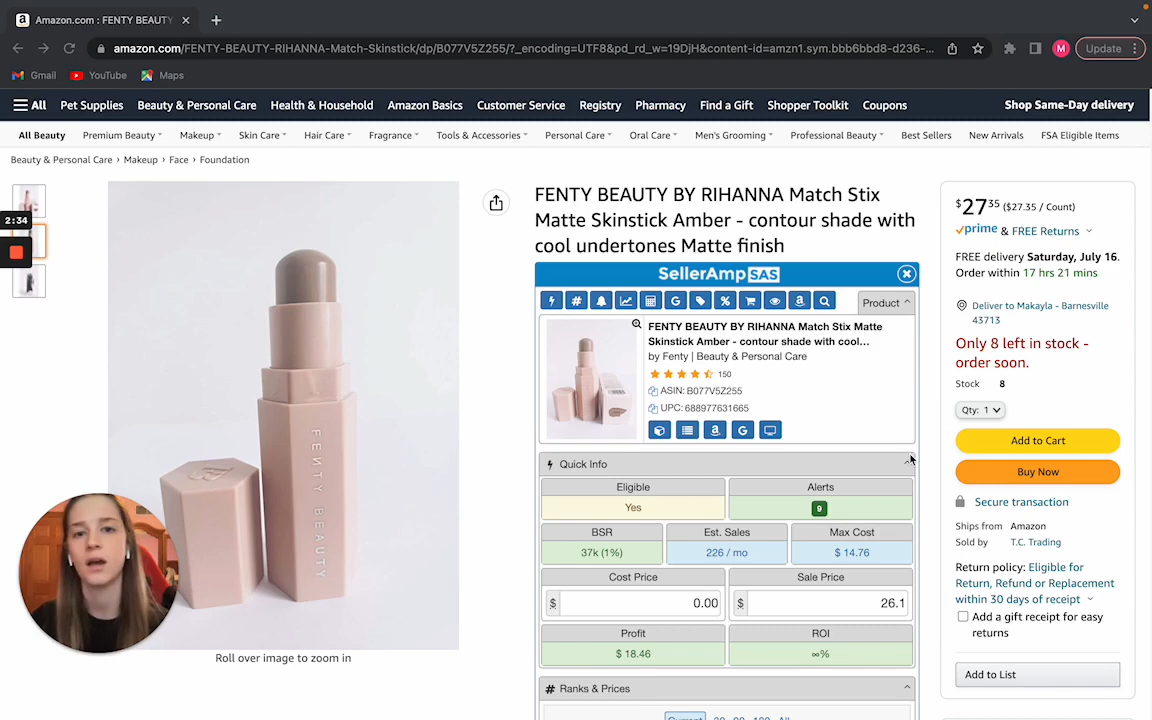 Amazon.com : FENTY BEAUTY
amazon.com/FENTY-BEAUTY-RIHANNA-Match-Skinstick/dp/B077V5Z255/?_encoding=UTF8&pd_rd_w=19DjH&content-id=amzn1.sym.bbb6bbd8-d236-...
M
Update
Gmail
YouTube
Maps
All
Pet Supplies
Beauty & Personal Care
Health & Household
Amazon Basics
Customer Service
Registry
Pharmacy
Find a Gift
Shopper Toolkit
Coupons
Shop Same-Day delivery
All Beauty
Premium Beauty
Makeup
Skin Care
Hair Care
Fragrance
Tools & Accessories
Personal Care
Oral Care
Men's Grooming
Professional Beauty
Best Sellers
New Arrivals
FSA Eligible Items
Beauty & Personal Care › Makeup › Face › Foundation
2:34
FENTY BEAUTY
Roll over image to zoom in
FENTY BEAUTY BY RIHANNA Match Stix
Matte Skinstick Amber - contour shade with
cool undertones Matte finish
SellerAmp SAS
Product
FENTY BEAUTY BY RIHANNA Match Stix Matte
Skinstick Amber - contour shade with cool...
by Fenty | Beauty & Personal Care
150
ASIN: B077V5Z255
UPC: 688977631665
Quick Info
Eligible
Alerts
Yes
9
BSR
Est. Sales
Max Cost
37k (1%)
226 / mo
$ 14.76
Cost Price
Sale Price
$ 0.00
$ 26.1
Profit
ROI
$ 18.46
∞%
# Ranks & Prices
Current 30 90 180 All
$27.35 ($27.35 / Count)
prime & FREE Returns
FREE delivery Saturday, July 16.
Order within 17 hrs 21 mins
Deliver to Makayla - Barnesville
43713
Only 8 left in stock -
order soon.
Stock 8
Qty: 1
Add to Cart
Buy Now
Secure transaction
Ships from Amazon
Sold by T.C. Trading
Return policy: Eligible for
Return, Refund or Replacement
within 30 days of receipt
Add a gift receipt for easy
returns
Add to List